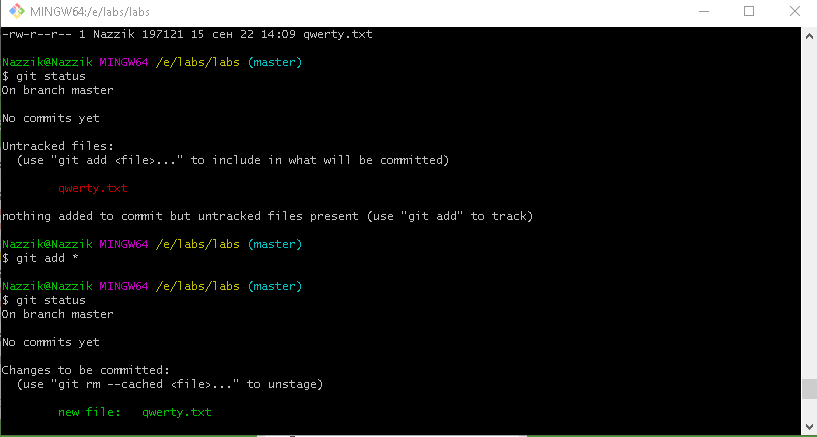 MINGW64:/e/labs/labs
-rw-r--r-- 1 Nazzik 197121 15 сен 22 14:09 qwerty.txt
Nazzik@Nazzik MINGW64 /e/labs/labs (master)
$ git status
On branch master
No commits yet
Untracked files:
(use "git add <file>..." to include in what will be committed)
qwerty.txt
nothing added to commit but untracked files present (use "git add" to track)
Nazzik@Nazzik MINGW64 /e/labs/labs (master)
$ git add *
Nazzik@Nazzik MINGW64 /e/labs/labs (master)
$ git status
On branch master
No commits yet
Changes to be committed:
(use "git rm --cached <file>..." to unstage)
new file:   qwerty.txt